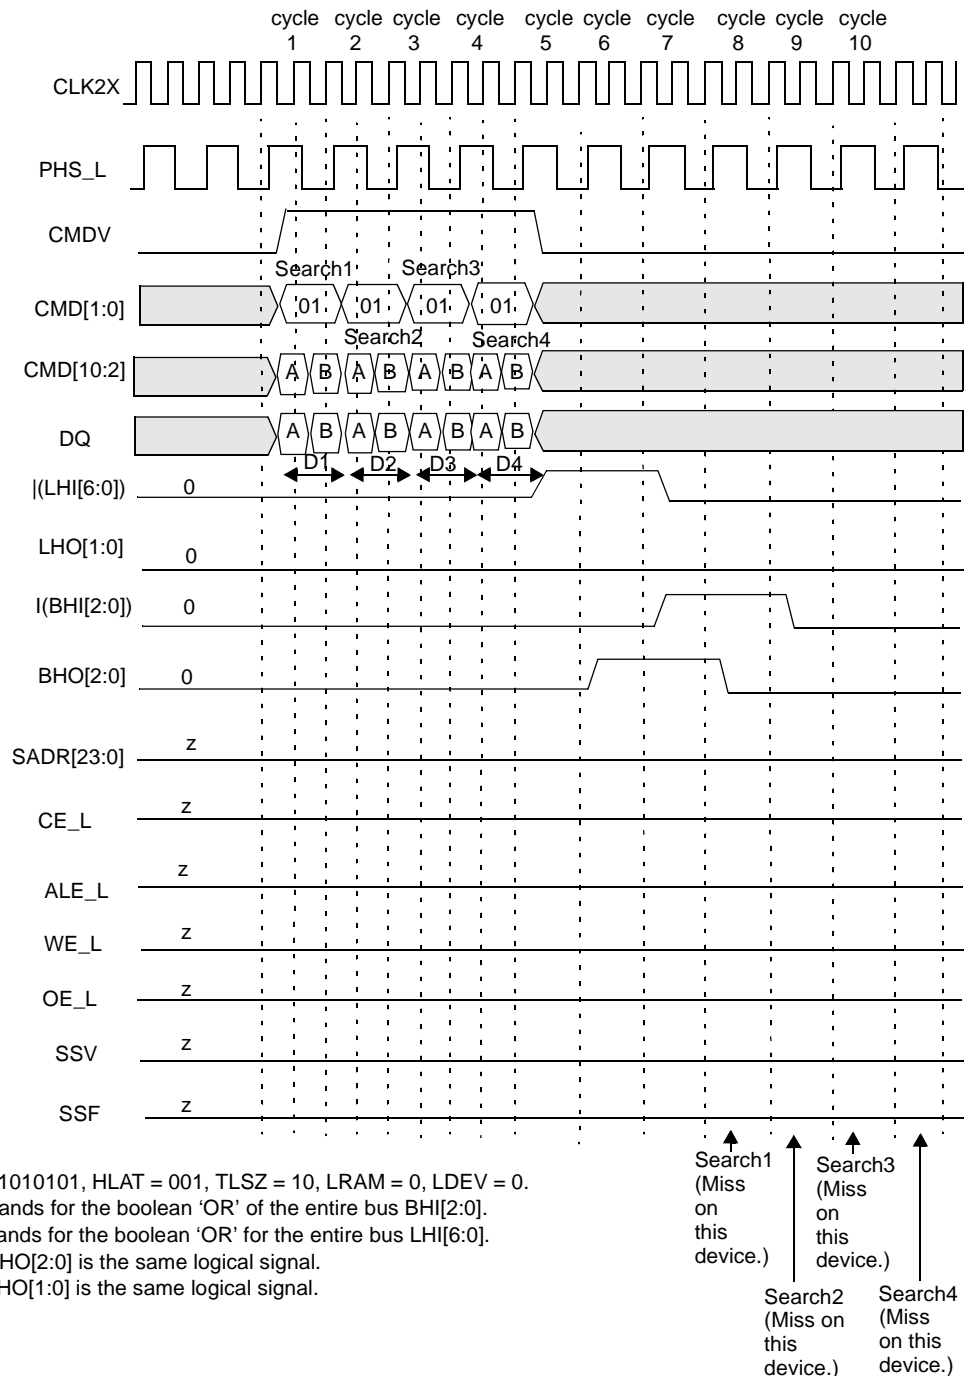 cycle cycle cycle cycle cycle cycle cycle cycle cycle cycle
1 2 3 4 5 6 7 8 9 10
CLK2X
PHS_L
CMDV
Search1 Search3
CMD[1:0] 01 01 01 01
Search2 Search4
CMD[10:2] A B A B A B A B
DQ A B A B A B A B
D1 D2 D3 D4
|(LHI[6:0]) 0
LHO[1:0] 0
I(BHI[2:0]) 0
BHO[2:0] 0
SADR[23:0] z
CE_L z
ALE_L z
WE_L z
OE_L z
SSV z
SSF z
Search1
(Miss
on
this
device.)
Search3
(Miss
on
this
device.)
Search2
(Miss on
this
device.)
Search4
(Miss
on this
device.)
1010101, HLAT = 001, TLSZ = 10, LRAM = 0, LDEV = 0.
ands for the boolean ‘OR’ of the entire bus BHI[2:0].
ands for the boolean ‘OR’ for the entire bus LHI[6:0].
HO[2:0] is the same logical signal.
HO[1:0] is the same logical signal.